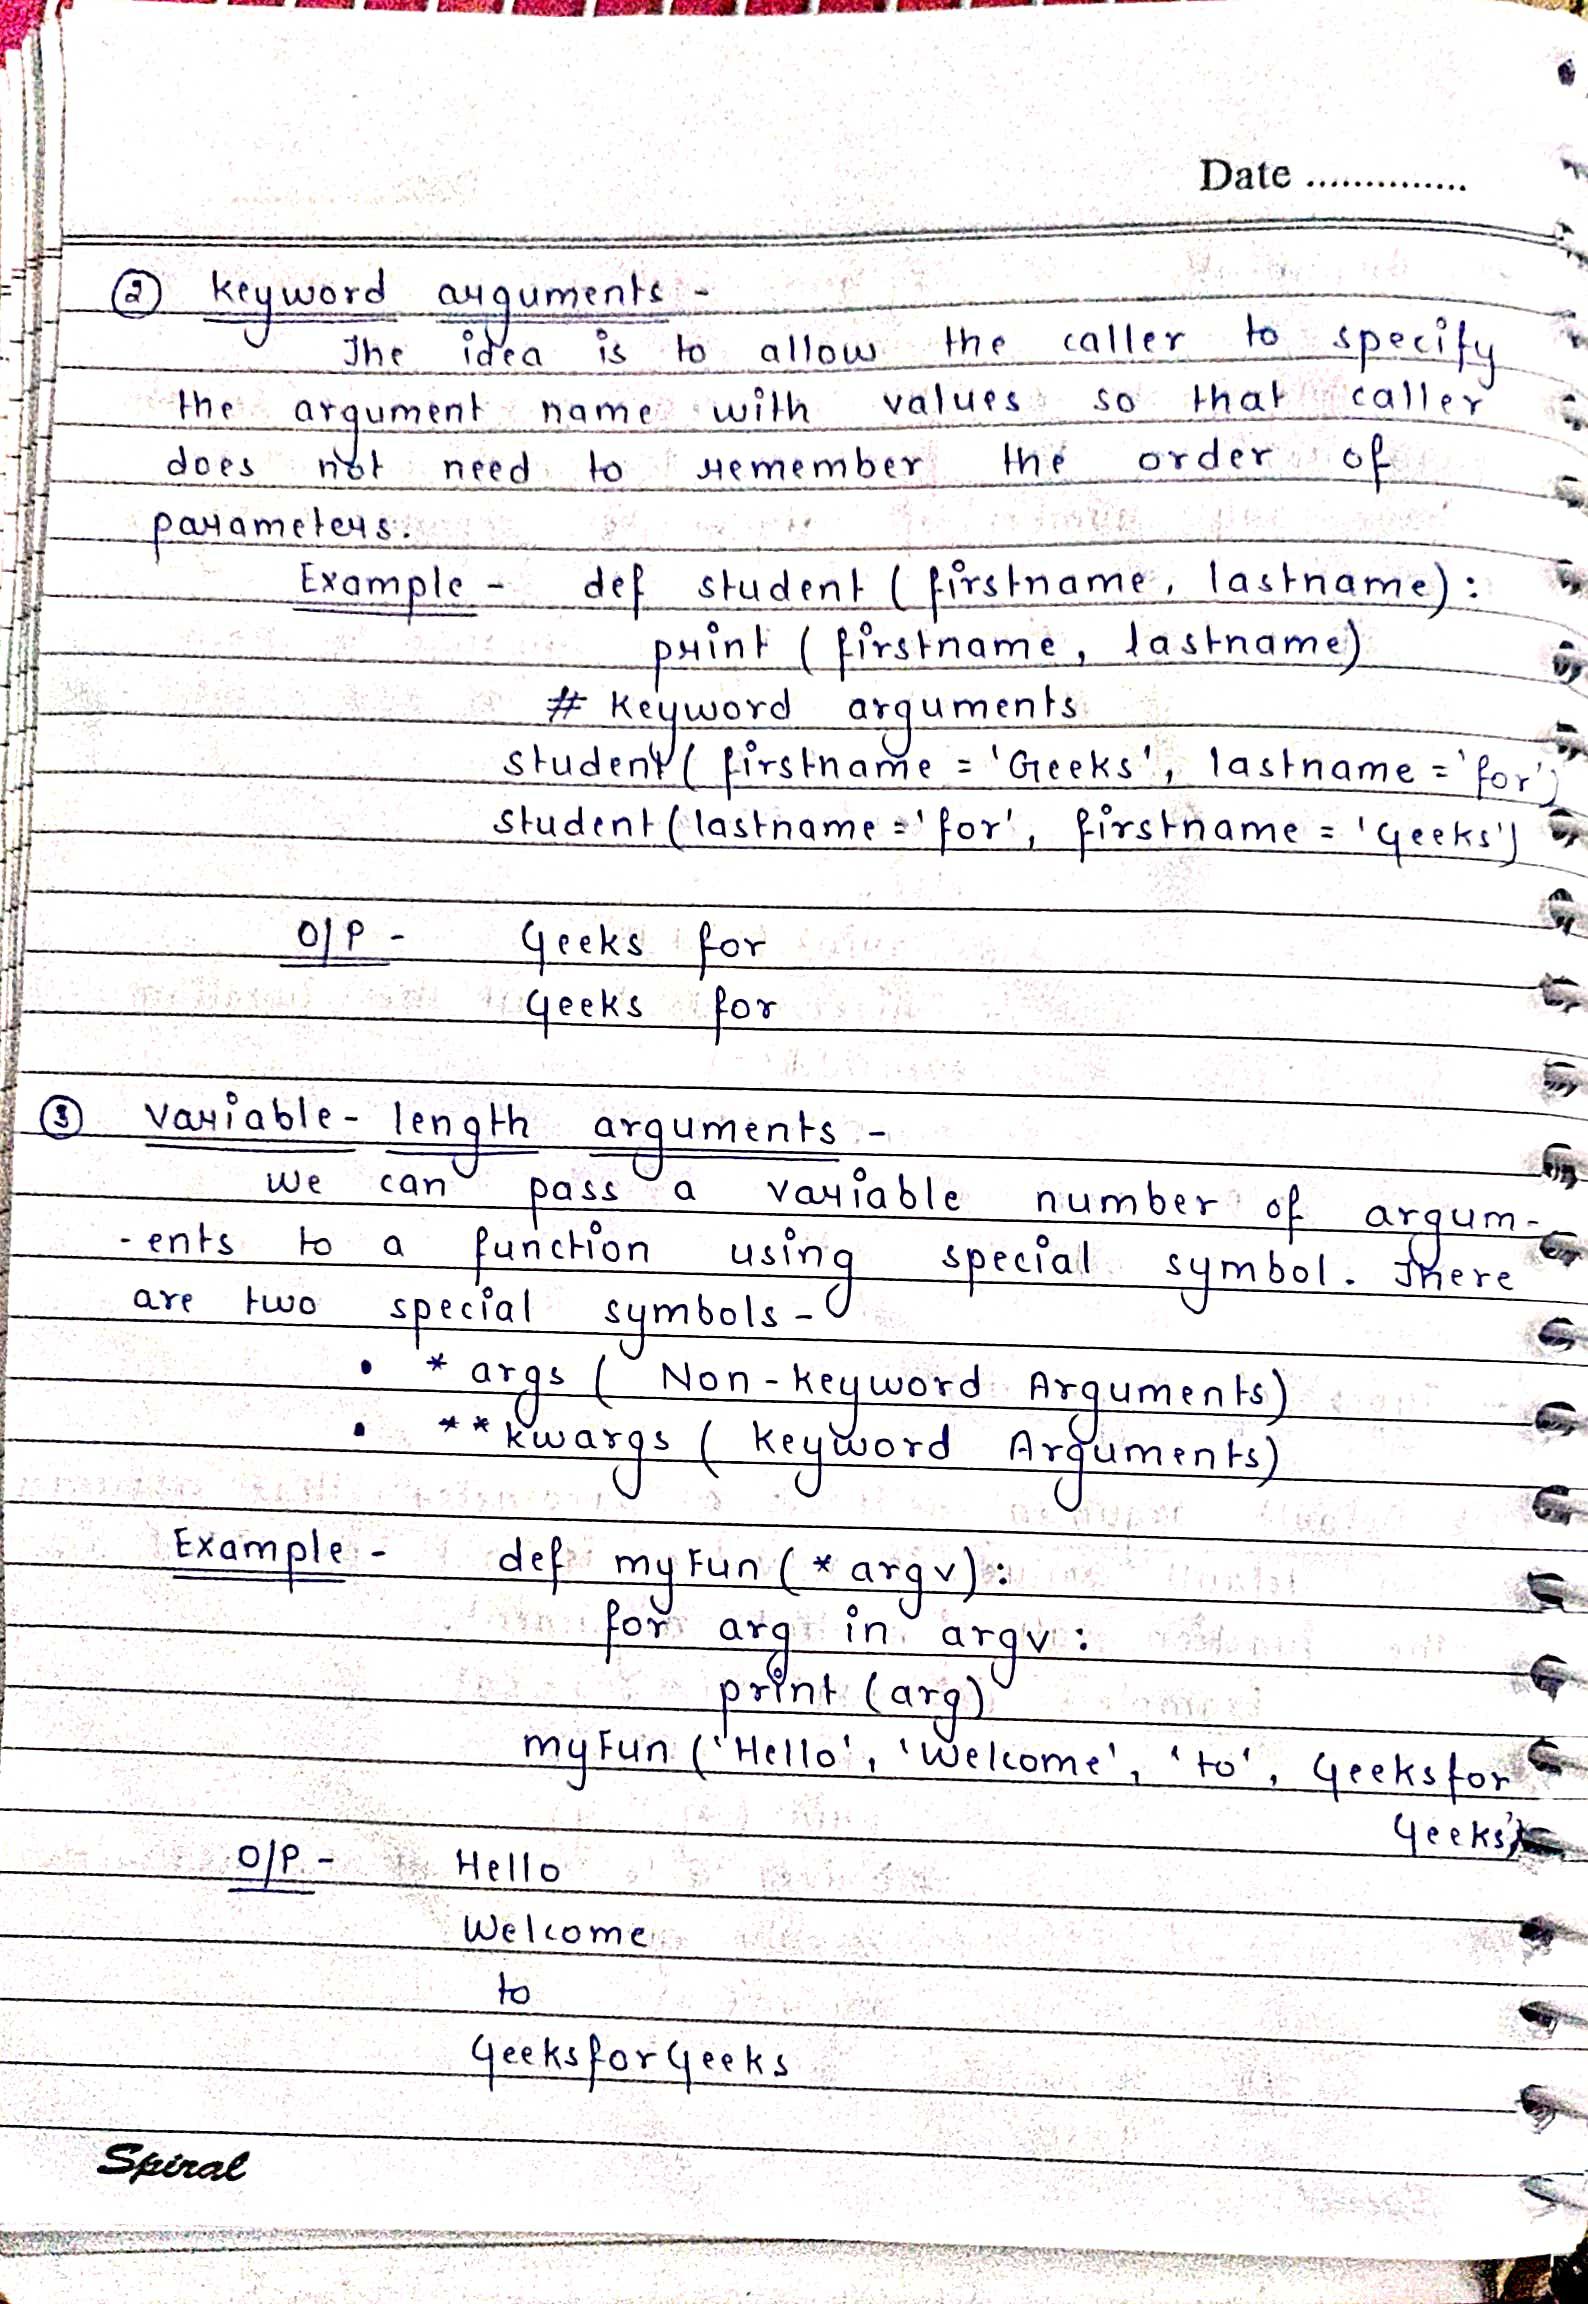 Date ..............
② Keyword arguments -
The idea is to allow the caller to specify
the argument name with values so that caller
does not need to remember the order of
parameters.
Example - def student ( firstname, lastname) :
print ( firstname, lastname)
# Keyword arguments
student ( firstname = 'Geeks', lastname = 'for')
student ( lastname = 'for', firstname = 'Geeks')
O/P - Geeks for
Geeks for
③ Variable - length arguments -
We can pass a variable number of argum-
- ents to a function using special symbol. There
are two special symbols -
• * args ( Non - Keyword Arguments)
• ** kwargs ( Keyword Arguments)
Example - def myFun ( * argv) :
for arg in argv :
print (arg)
myFun ('Hello', 'Welcome', 'to', Geeksfor
Geeks')
O/P - Hello
Welcome
to
GeeksforGeeks
Spiral